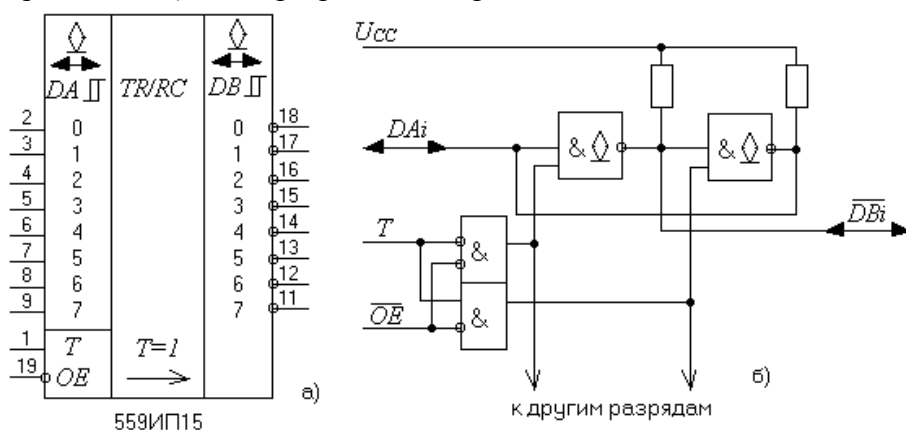 DA
TR/RC
DB
2 0 0 18
3 1 1 17
4 2 2 16
5 3 3 15
6 4 4 14
7 5 5 13
8 6 6 12
9 7 7 11
1 T T=1
19 OE
а)
559ИП15
Ucc
DAi
&
&
DBi
T
&
OE
&
б)
к другим разрядам